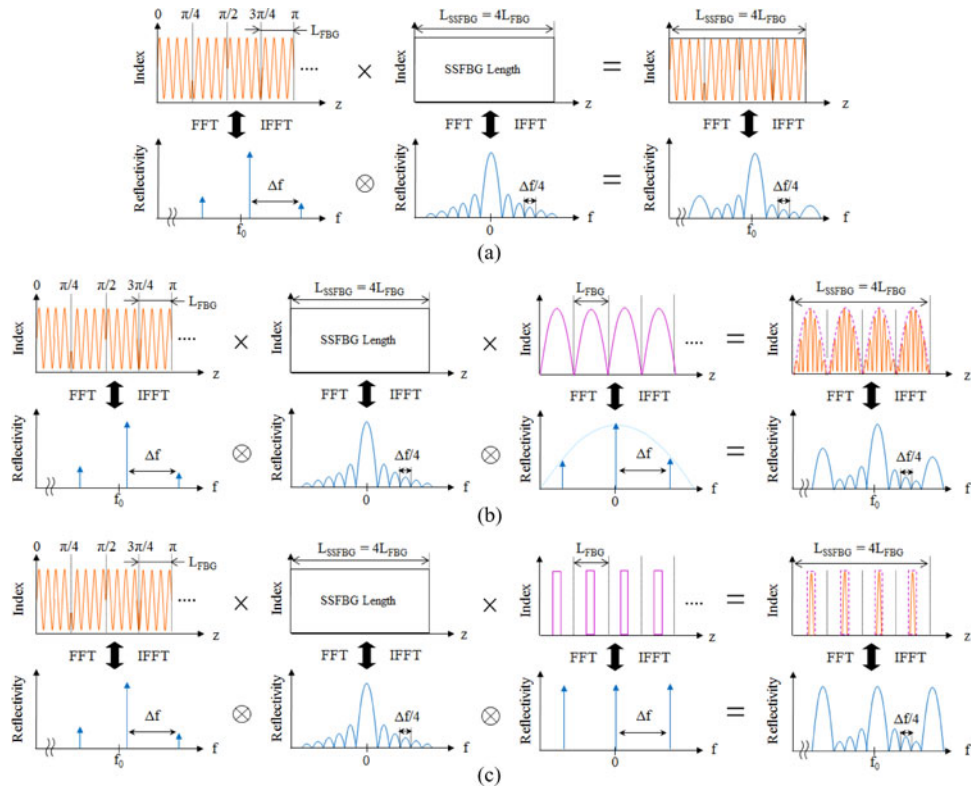 0 π/4 π/2 3π/4 π
L_FBG
Index
....
z
×
L_SSFBG = 4L_FBG
Index
SSFBG Length
z
=
L_SSFBG = 4L_FBG
Index
z
FFT IFFT
FFT IFFT
FFT IFFT
Reflectivity
Δf
f₀
f
⊗
Reflectivity
Δf/4
0
f
=
Reflectivity
Δf/4
f₀
f
(a)
0 π/4 π/2 3π/4 π
L_FBG
Index
....
z
×
L_SSFBG = 4L_FBG
Index
SSFBG Length
z
×
L_FBG
Index
....
z
=
L_SSFBG = 4L_FBG
Index
z
FFT IFFT
FFT IFFT
FFT IFFT
FFT IFFT
Reflectivity
Δf
f₀
f
⊗
Reflectivity
Δf/4
0
f
⊗
Reflectivity
Δf
0
f
=
Reflectivity
Δf/4
f₀
f
(b)
0 π/4 π/2 3π/4 π
L_FBG
Index
....
z
×
L_SSFBG = 4L_FBG
Index
SSFBG Length
z
×
L_FBG
Index
....
z
=
L_SSFBG = 4L_FBG
Index
z
FFT IFFT
FFT IFFT
FFT IFFT
FFT IFFT
Reflectivity
Δf
f₀
f
⊗
Reflectivity
Δf/4
0
f
⊗
Reflectivity
Δf
0
f
=
Reflectivity
Δf/4
f₀
f
(c)